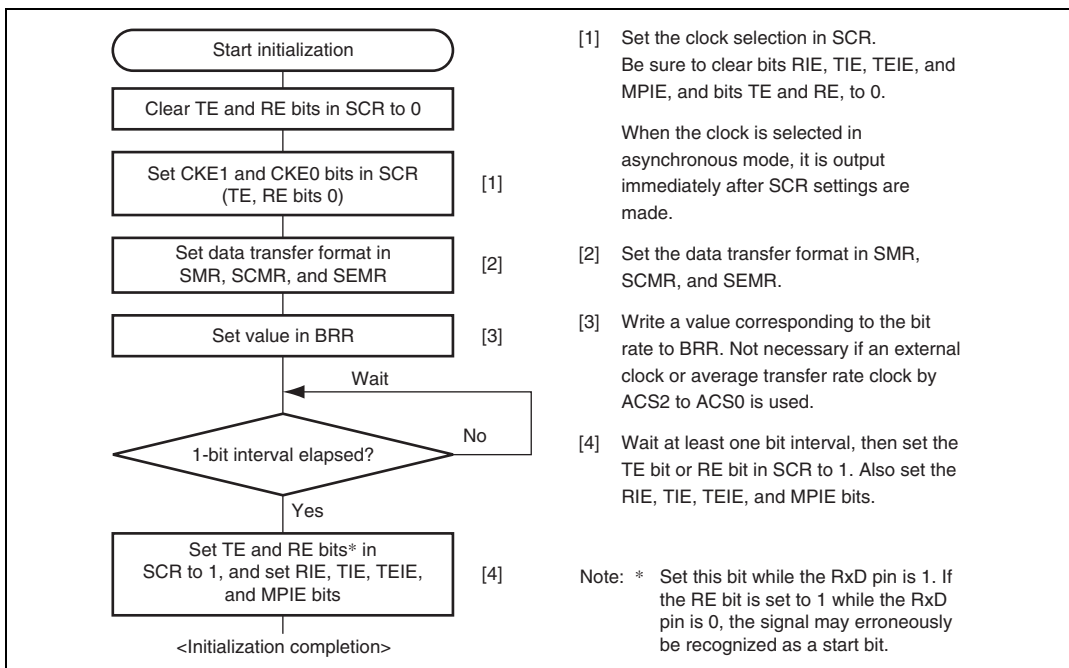 Start initialization
Clear TE and RE bits in SCR to 0
Set CKE1 and CKE0 bits in SCR
(TE, RE bits 0)
[1]
Set data transfer format in
SMR, SCMR, and SEMR
[2]
Set value in BRR
[3]
Wait
1-bit interval elapsed?
No
Yes
Set TE and RE bits* in
SCR to 1, and set RIE, TIE, TEIE,
and MPIE bits
[4]
<Initialization completion>
[1] Set the clock selection in SCR.
Be sure to clear bits RIE, TIE, TEIE, and
MPIE, and bits TE and RE, to 0.
When the clock is selected in
asynchronous mode, it is output
immediately after SCR settings are
made.
[2] Set the data transfer format in SMR,
SCMR, and SEMR.
[3] Write a value corresponding to the bit
rate to BRR. Not necessary if an external
clock or average transfer rate clock by
ACS2 to ACS0 is used.
[4] Wait at least one bit interval, then set the
TE bit or RE bit in SCR to 1. Also set the
RIE, TIE, TEIE, and MPIE bits.
Note: * Set this bit while the RxD pin is 1. If
the RE bit is set to 1 while the RxD
pin is 0, the signal may erroneously
be recognized as a start bit.